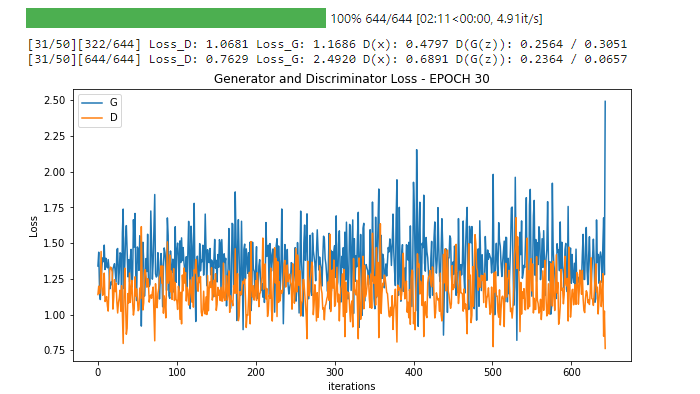 100% 644/644 [02:11<00:00, 4.91it/s]
[31/50][322/644] Loss_D: 1.0681 Loss_G: 1.1686 D(x): 0.4797 D(G(z)): 0.2564 / 0.3051
[31/50][644/644] Loss_D: 0.7629 Loss_G: 2.4920 D(x): 0.6891 D(G(z)): 0.2364 / 0.0657
Generator and Discriminator Loss - EPOCH 30
G
D
2.50
2.25
2.00
1.75
1.50
1.25
1.00
0.75
Loss
0 100 200 300 400 500 600
iterations